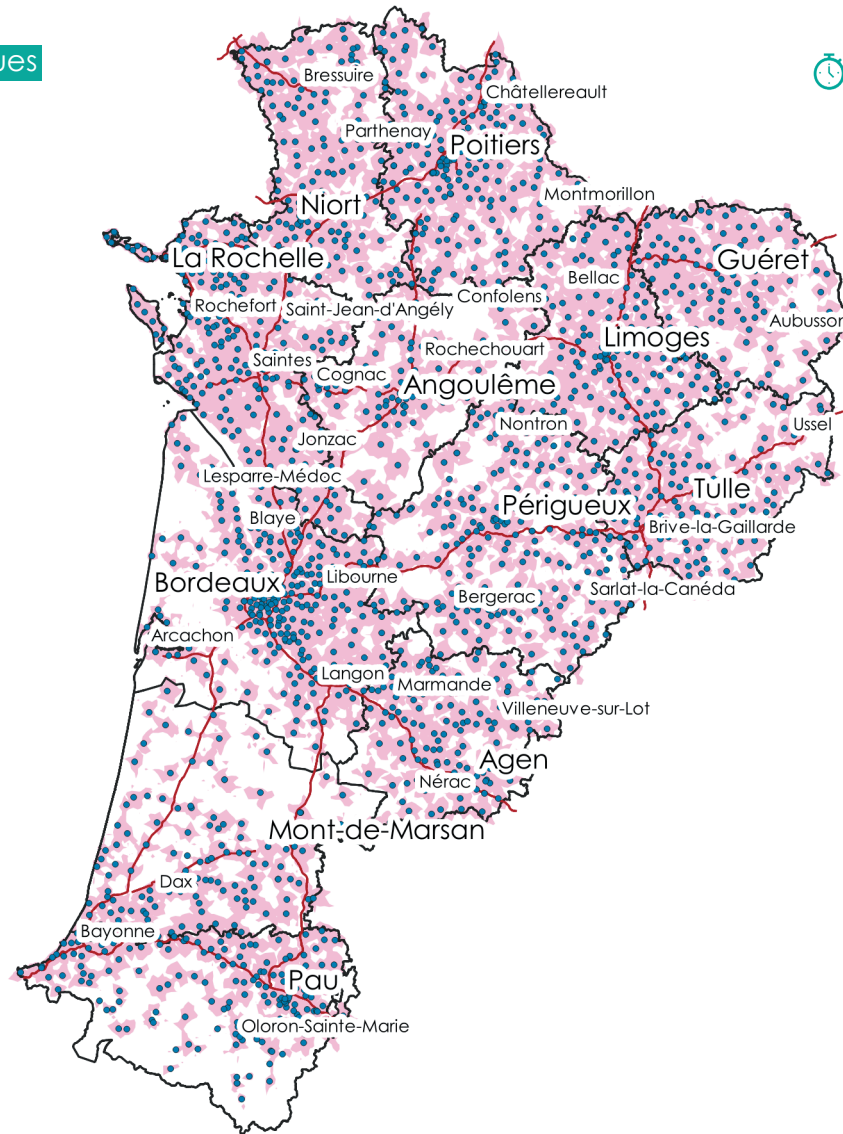 ues
Bressuire
Châtellereault
Parthenay
Poitiers
Montmorillon
Niort
La Rochelle
Guéret
Bellac
Confolens
Rochefort
Saint-Jean-d'Angély
Aubusson
Limoges
Rochechouart
Saintes
Cognac
Angoulême
Nontron
Ussel
Jonzac
Lesparre-Médoc
Tulle
Périgueux
Blaye
Brive-la-Gaillarde
Bordeaux
Libourne
Sarlat-la-Canéda
Bergerac
Arcachon
Langon
Marmande
Villeneuve-sur-Lot
Agen
Nérac
Mont-de-Marsan
Dax
Bayonne
Pau
Oloron-Sainte-Marie